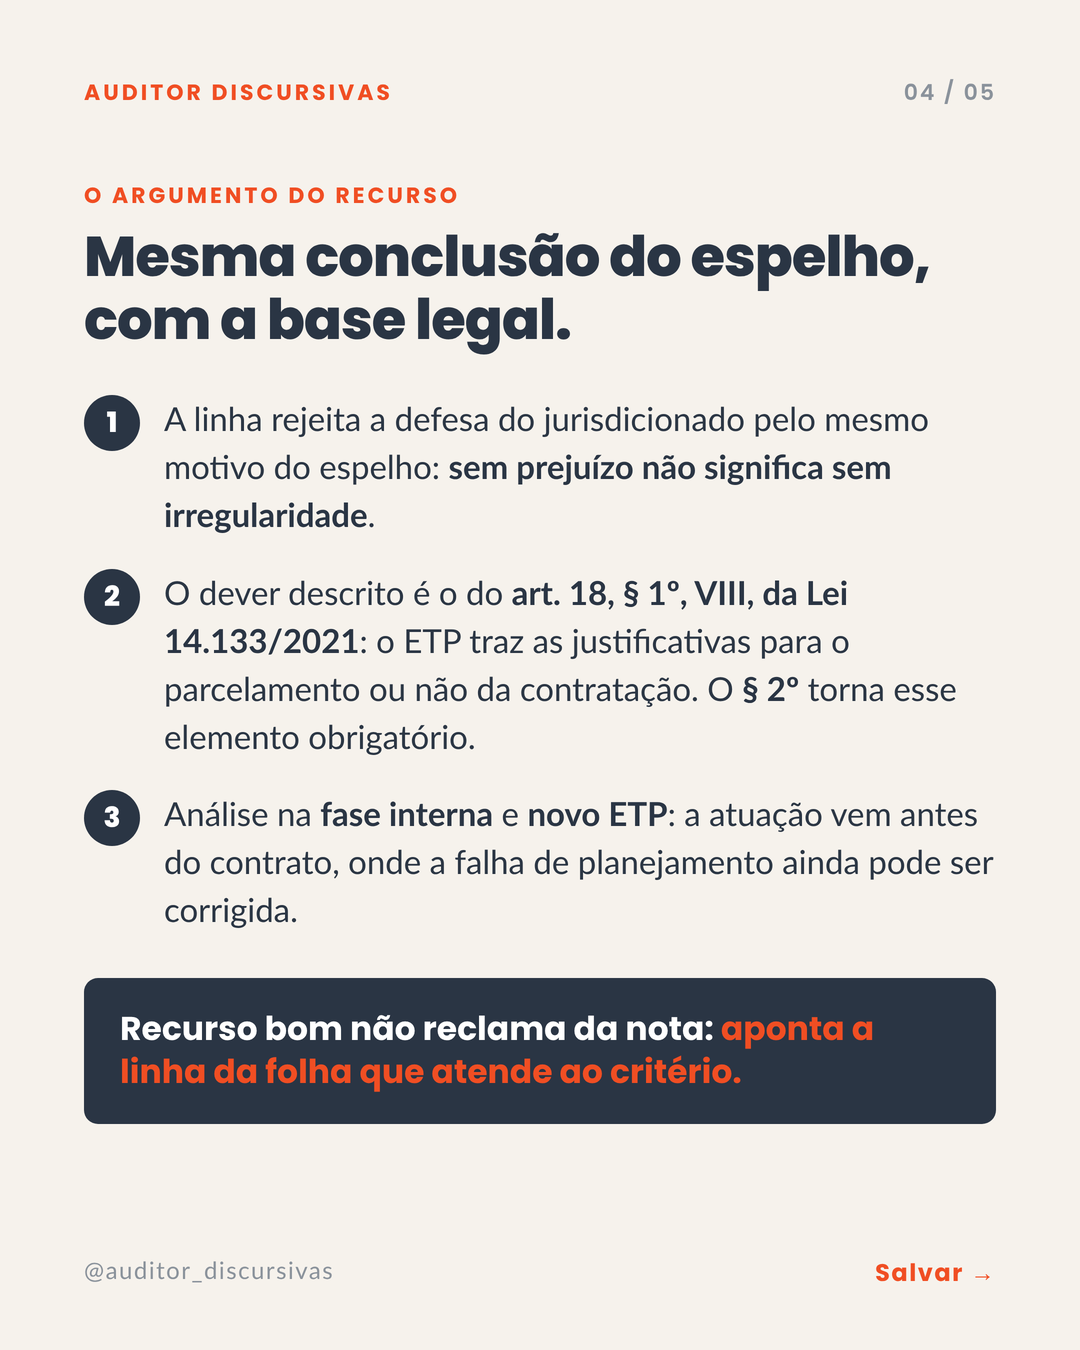 AUDITOR DISCURSIVAS
04 / 05
O ARGUMENTO DO RECURSO
Mesma conclusão do espelho,
com a base legal.
1
A linha rejeita a defesa do jurisdicionado pelo mesmo
motivo do espelho: sem prejuízo não significa sem
irregularidade.
2
O dever descrito é o do art. 18, § 1º, VIII, da Lei
14.133/2021: o ETP traz as justificativas para o
parcelamento ou não da contratação. O § 2º torna esse
elemento obrigatório.
3
Análise na fase interna e novo ETP: a atuação vem antes
do contrato, onde a falha de planejamento ainda pode ser
corrigida.
Recurso bom não reclama da nota: aponta a
linha da folha que atende ao critério.
@auditor_discursivas
Salvar →